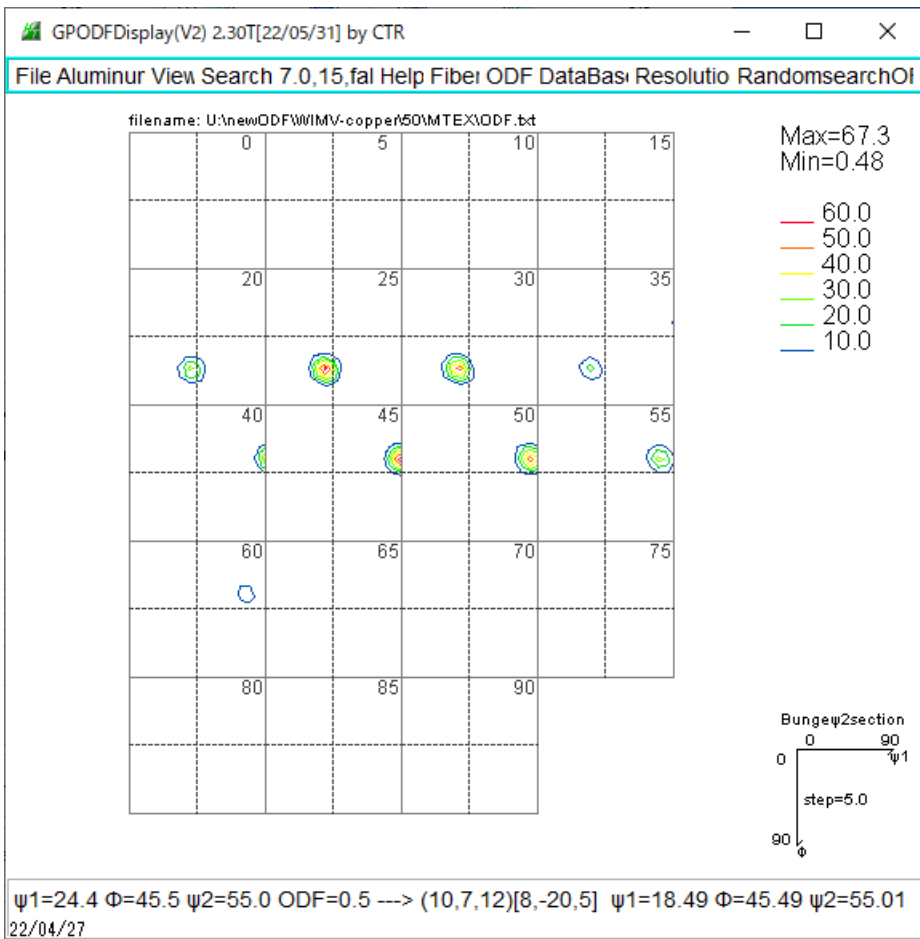 GPODFDisplay(V2) 2.30T[22/05/31] by CTR
File Aluminur View Search 7.0,15,fal Help Fiber ODF DataBas Resolutio RandomsearchOI
filename: U:\newODF\WIMV-copper\50\MTEX\ODF.txt
0 5 10 15
Max=67.3
Min=0.48
60.0
50.0
40.0
30.0
20.0
10.0
20 25 30 35
40 45 50 55
60 65 70 75
80 85 90
Bungeψ2section
0 90
0 ψ1
step=5.0
90
Φ
ψ1=24.4 Φ=45.5 ψ2=55.0 ODF=0.5 ---> (10,7,12)[8,-20,5] ψ1=18.49 Φ=45.49 ψ2=55.01
22/04/27